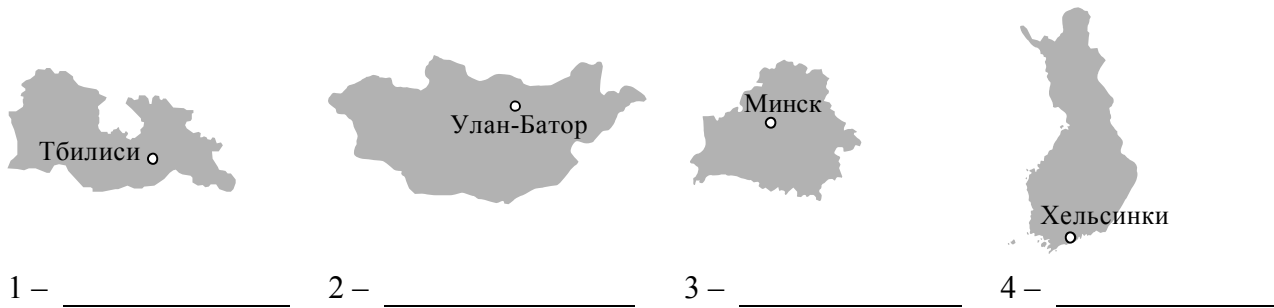 Тбилиси
Улан-Батор
Минск
Хельсинки
1 – 2 – 3 – 4 –